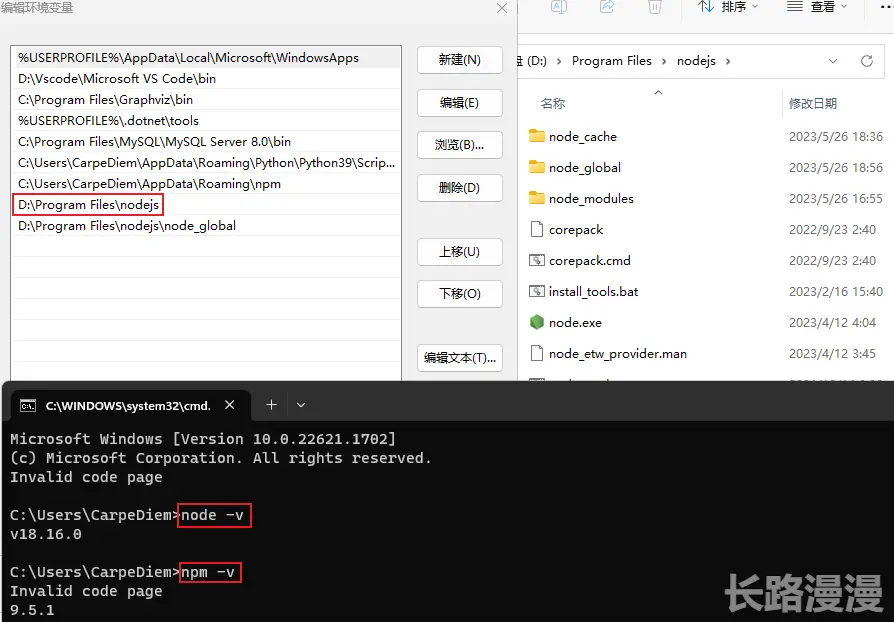 编辑环境变量
%USERPROFILE%\AppData\Local\Microsoft\WindowsApps
D:\Vscode\Microsoft VS Code\bin
C:\Program Files\Graphviz\bin
%USERPROFILE%\.dotnet\tools
C:\Program Files\MySQL\MySQL Server 8.0\bin
C:\Users\CarpeDiem\AppData\Roaming\Python\Python39\Scrip...
C:\Users\CarpeDiem\AppData\Roaming\npm
D:\Program Files\nodejs
D:\Program Files\nodejs\node_global
新建(N)
编辑(E)
浏览(B)...
删除(D)
上移(U)
下移(O)
编辑文本(T)...
排序 查看
(D:) › Program Files › nodejs ›
名称 修改日期
node_cache 2023/5/26 18:36
node_global 2023/5/26 18:56
node_modules 2023/5/26 16:55
corepack 2022/9/23 2:40
corepack.cmd 2022/9/23 2:40
install_tools.bat 2023/2/16 15:40
node.exe 2023/4/12 4:04
node_etw_provider.man 2023/4/12 3:45
C:\WINDOWS\system32\cmd.
Microsoft Windows [Version 10.0.22621.1702]
(c) Microsoft Corporation. All rights reserved.
Invalid code page
C:\Users\CarpeDiem>node -v
v18.16.0
C:\Users\CarpeDiem>npm -v
Invalid code page
9.5.1
长路漫漫